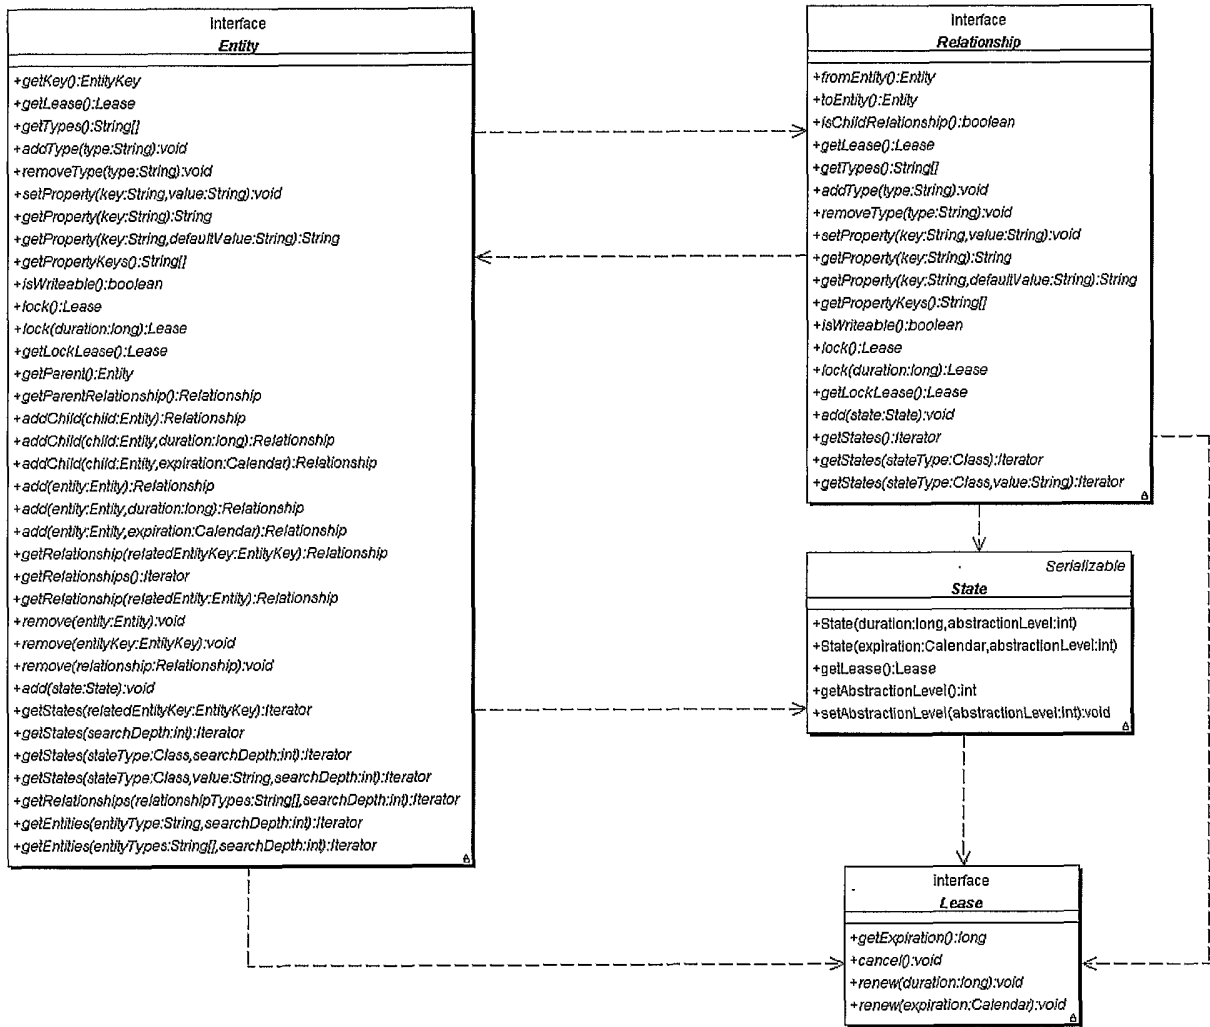 Interface
Entity
+getKey():EntityKey
+getLease():Lease
+getTypes():String[]
+addType(type:String):void
+removeType(type:String):void
+setProperty(key:String,value:String):void
+getProperty(key:String):String
+getProperty(key:String,defaultValue:String):String
+getPropertyKeys():String[]
+isWriteable():boolean
+lock():Lease
+lock(duration:long):Lease
+getLockLease():Lease
+getParent():Entity
+getParentRelationship():Relationship
+addChild(child:Entity):Relationship
+addChild(child:Entity,duration:long):Relationship
+addChild(child:Entity,expiration:Calendar):Relationship
+add(entity:Entity):Relationship
+add(entity:Entity,duration:long):Relationship
+add(entity:Entity,expiration:Calendar):Relationship
+getRelationship(relatedEntityKey:EntityKey):Relationship
+getRelationships():Iterator
+getRelationship(relatedEntity:Entity):Relationship
+remove(entity:Entity):void
+remove(entityKey:EntityKey):void
+remove(relationship:Relationship):void
+add(state:State):void
+getStates(relatedEntityKey:EntityKey):Iterator
+getStates(searchDepth:int):Iterator
+getStates(stateType:Class,searchDepth:int):Iterator
+getStates(stateType:Class,value:String,searchDepth:int):Iterator
+getRelationships(relationshipTypes:String[],searchDepth:int):Iterator
+getEntities(entityType:String,searchDepth:int):Iterator
+getEntities(entityTypes:String[],searchDepth:int):Iterator
Interface
Relationship
+fromEntity():Entity
+toEntity():Entity
+isChildRelationship():boolean
+getLease():Lease
+getTypes():String[]
+addType(type:String):void
+removeType(type:String):void
+setProperty(key:String,value:String):void
+getProperty(key:String):String
+getProperty(key:String,defaultValue:String):String
+getPropertyKeys():String[]
+isWriteable():boolean
+lock():Lease
+lock(duration:long):Lease
+getLockLease():Lease
+add(state:State):void
+getStates():Iterator
+getStates(stateType:Class):Iterator
+getStates(stateType:Class,value:String):Iterator
Serializable
State
+State(duration:long,abstractionLevel:int)
+State(expiration:Calendar,abstractionLevel:int)
+getLease():Lease
+getAbstractionLevel():int
+setAbstractionLevel(abstractionLevel:int):void
interface
Lease
+getExpiration():long
+cancel():void
+renew(duration:long):void
+renew(expiration:Calendar):void